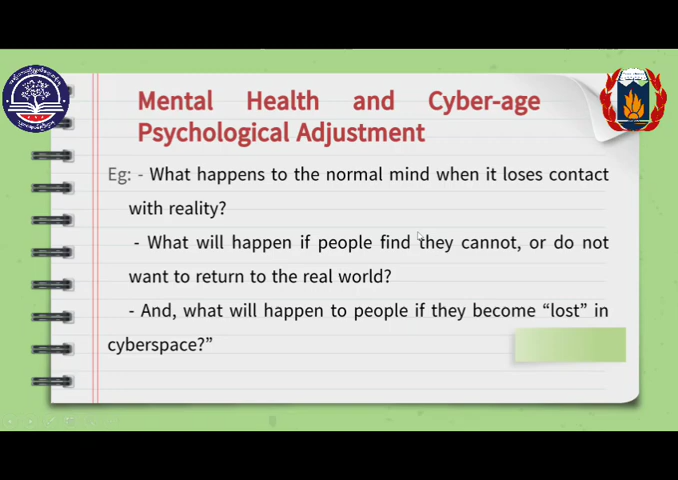 Mental Health and Cyber-age
Psychological Adjustment
Eg: - What happens to the normal mind when it loses contact
with reality?
- What will happen if people find they cannot, or do not
want to return to the real world?
- And, what will happen to people if they become “lost” in
cyberspace?”